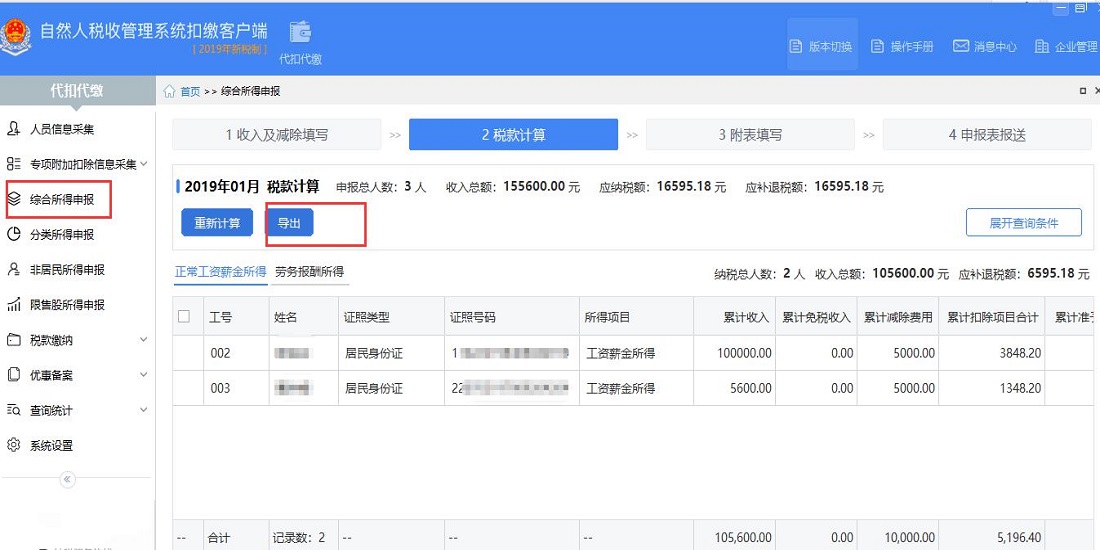 自然人税收管理系统扣缴客户端
[ 2019年新税制 ]
代扣代缴
版本切换
操作手册
消息中心
企业管理
代扣代缴
首页 >> 综合所得申报
人员信息采集
专项附加扣除信息采集
综合所得申报
分类所得申报
非居民所得申报
限售股所得申报
税款缴纳
优惠备案
查询统计
系统设置
1 收入及减除填写 >> 2 税款计算 >> 3 附表填写 >> 4 申报表报送
2019年01月 税款计算 申报总人数：3 人 收入总额：155600.00 元 应纳税额：16595.18 元 应补退税额：16595.18 元
重新计算 导出 展开查询条件
正常工资薪金所得 劳务报酬所得 纳税总人数：2 人 收入总额：105600.00 元 应补退税额：6595.18 元
工号 姓名 证照类型 证照号码 所得项目 累计收入 累计免税收入 累计减除费用 累计扣除项目合计 累计准
002 居民身份证 1 工资薪金所得 100000.00 0.00 5000.00 3848.20
003 居民身份证 22 工资薪金所得 5600.00 0.00 5000.00 1348.20
-- 合计 记录数：2 -- -- -- 105,600.00 0.00 10,000.00 5,196.40